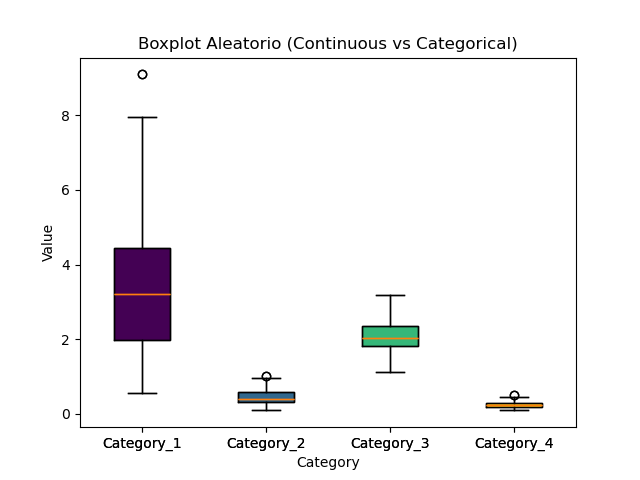 Boxplot Aleatorio (Continuous vs Categorical)
Value
8
6
4
2
0
Category_1 Category_2 Category_3 Category_4
Category